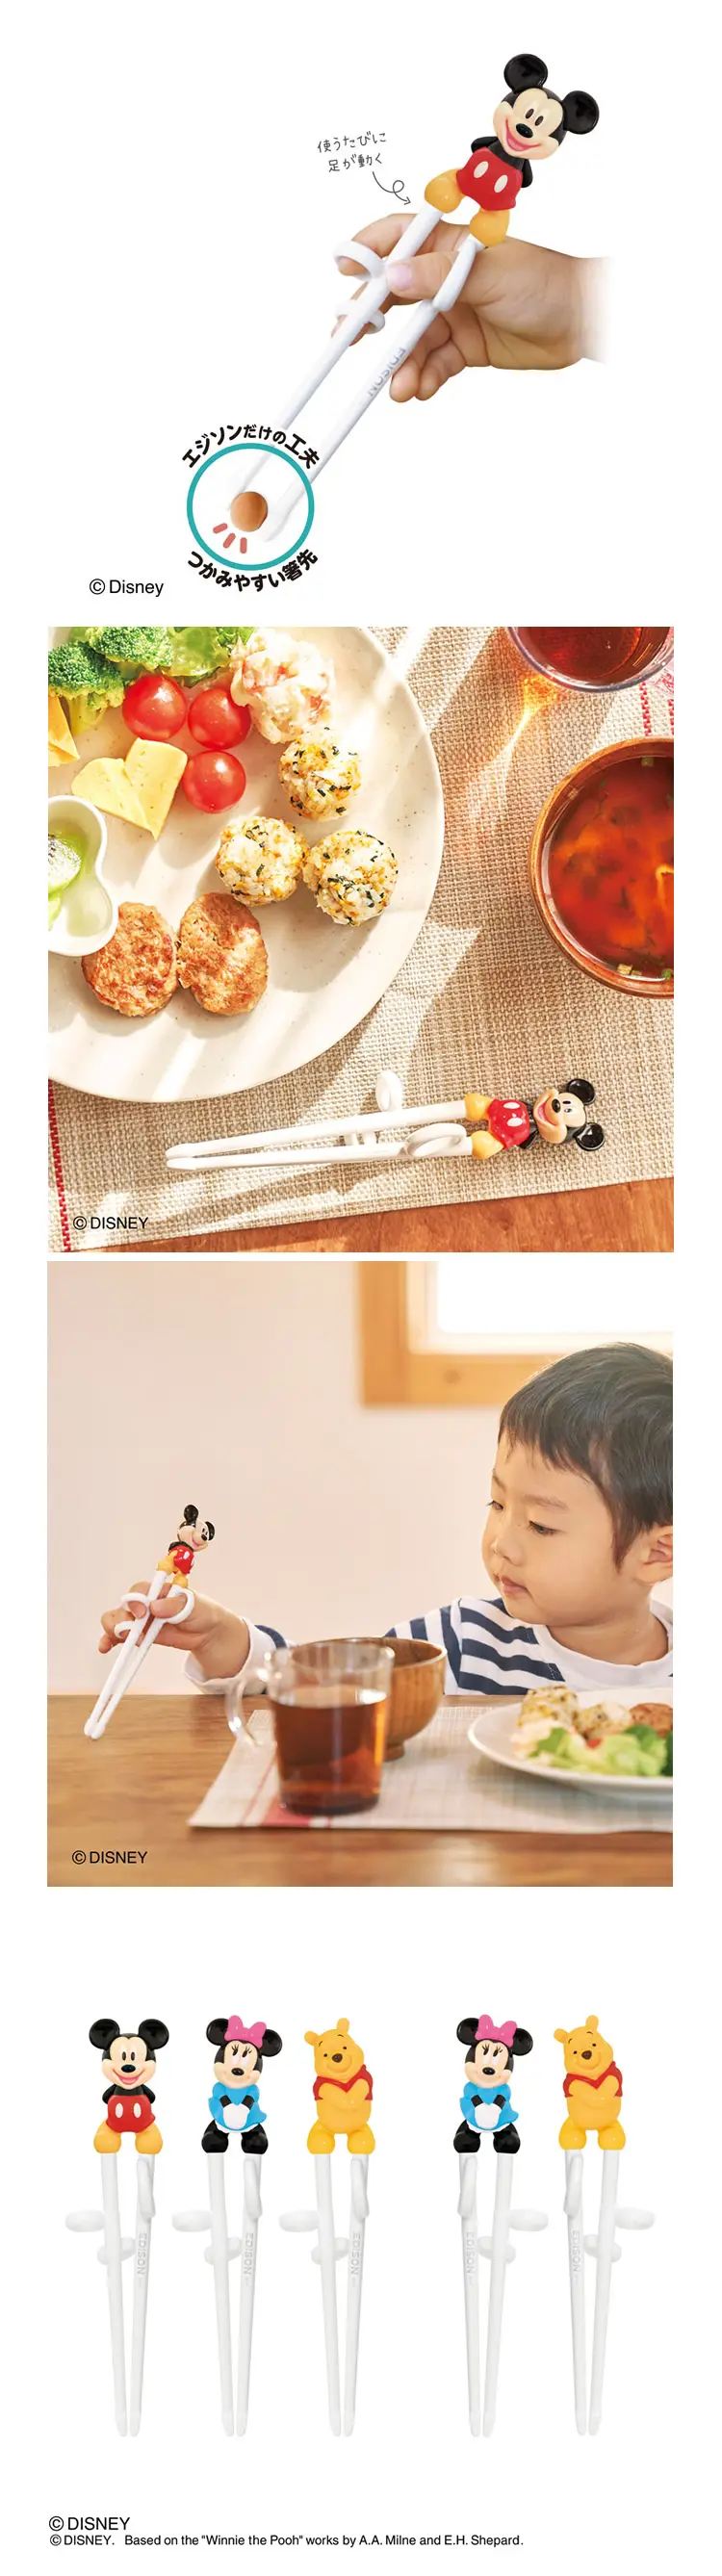 使うたびに
足が動く
EDISON
エジソンだけの工夫
つかみやすい箸先
© Disney
© DISNEY
© DISNEY
EDISON
EDISON
EDISON
EDISON
EDISON
© DISNEY
© DISNEY. Based on the "Winnie the Pooh" works by A.A. Milne and E.H. Shepard.